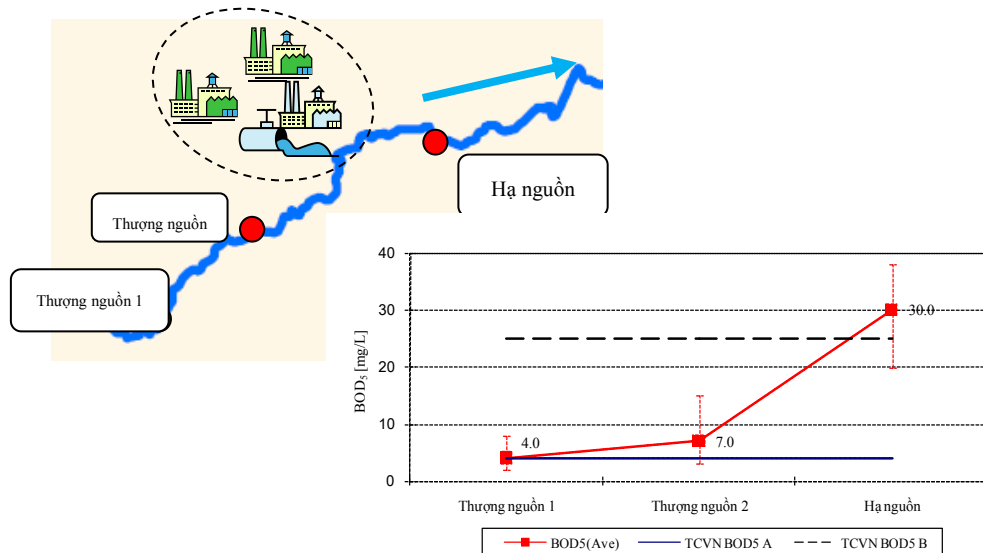 Hạ nguồn
Thượng nguồn
Thượng nguồn 1
40
30
20
10
0
BOD5 [mg/L]
4.0
7.0
30.0
Thượng nguồn 1
Thượng nguồn 2
Hạ nguồn
BOD5(Ave)
TCVN BOD5 A
TCVN BOD5 B